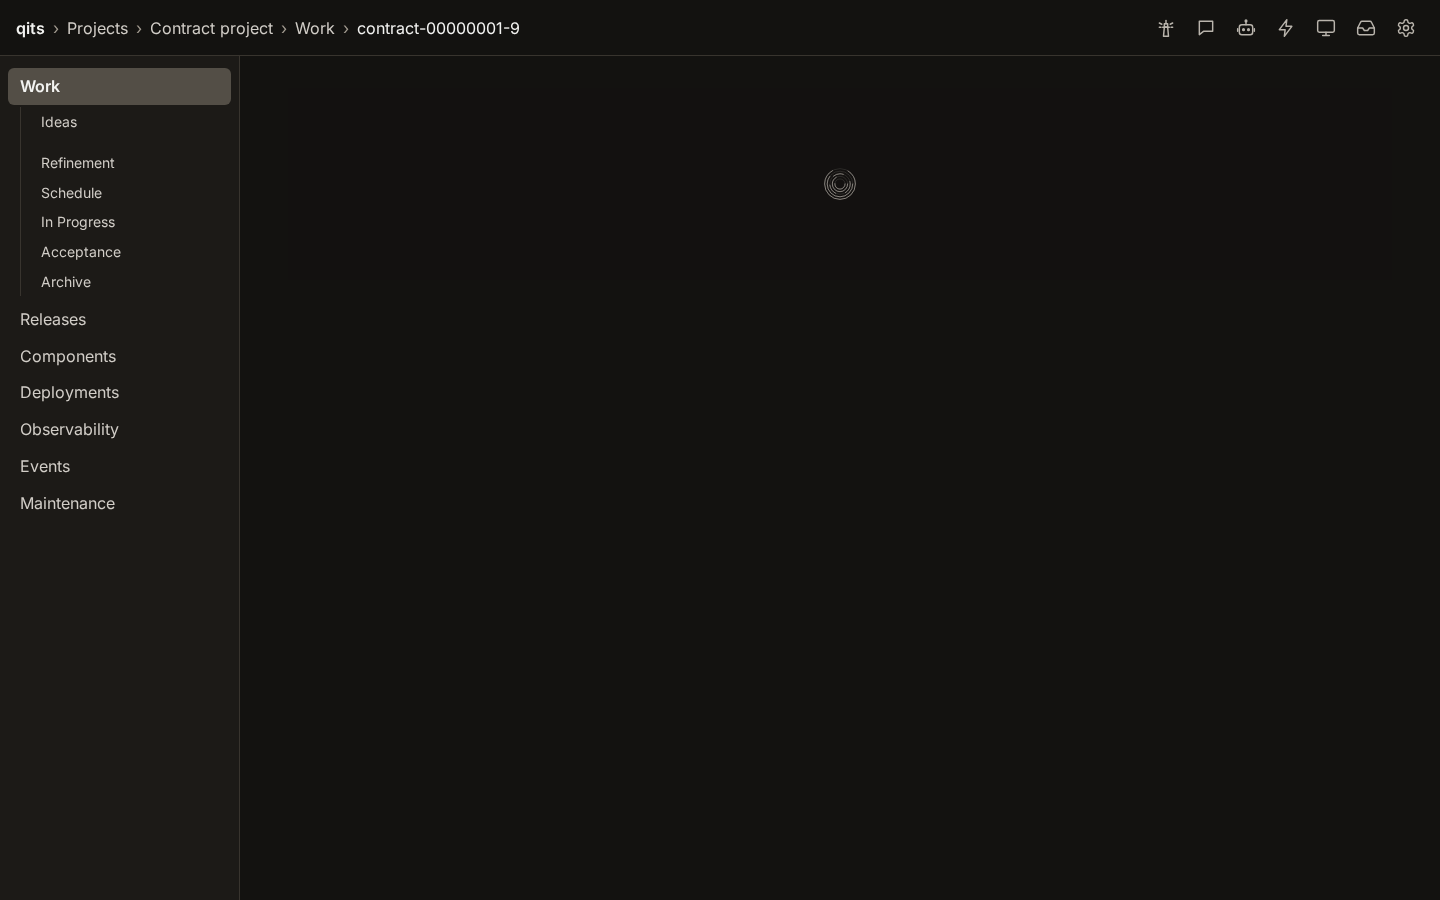 qits › Projects › Contract project › Work › contract-00000001-9
Work
Ideas
Refinement
Schedule
In Progress
Acceptance
Archive
Releases
Components
Deployments
Observability
Events
Maintenance